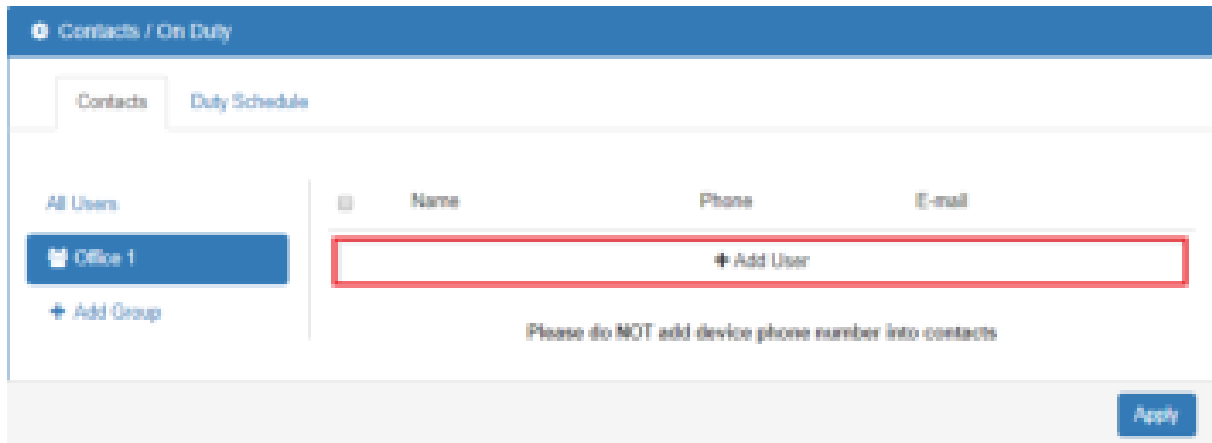 Contacts / On Duty
Contacts Duty Schedule
All Users Name Phone E-mail
Office 1 + Add User
+ Add Group
Please do NOT add device phone number into contacts
Apply